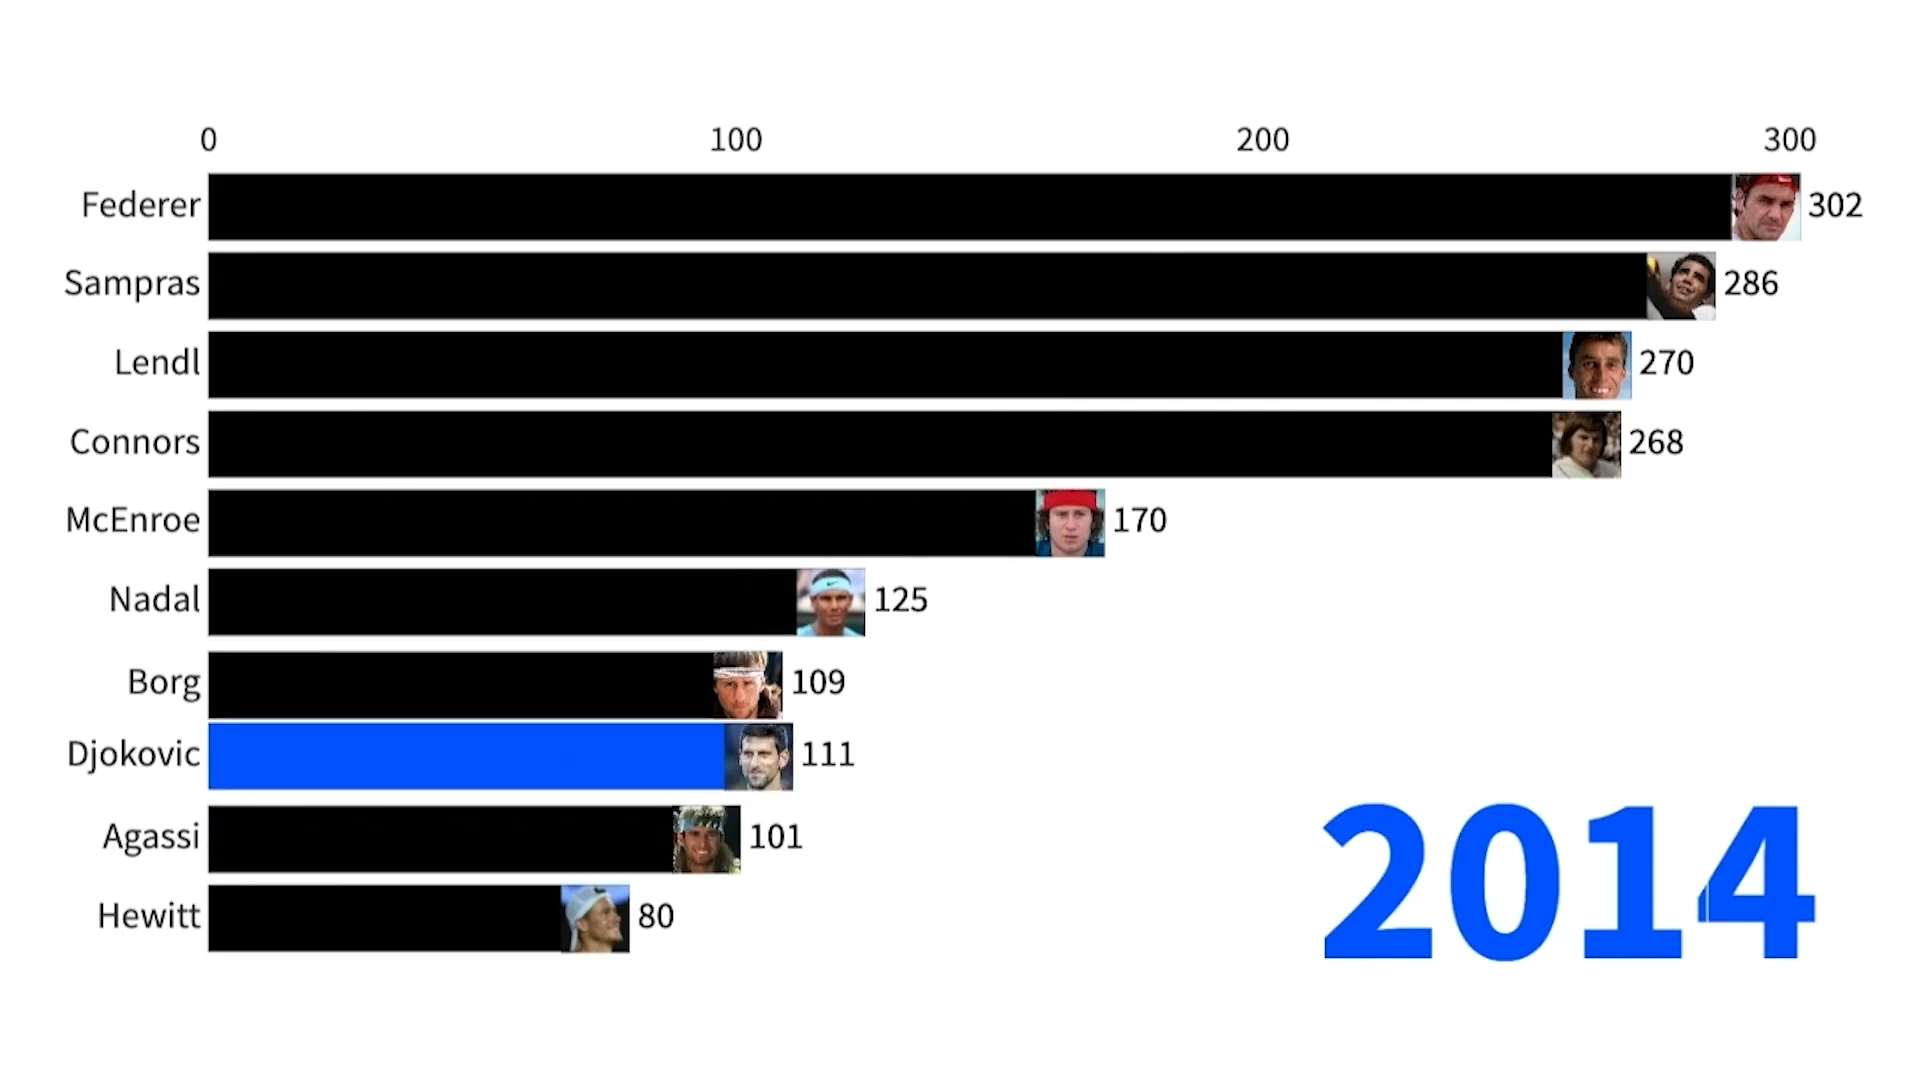 0 100 200 300
Federer 302
Sampras 286
Lendl 270
Connors 268
McEnroe 170
Nadal 125
Borg 109
Djokovic 111
Agassi 101
Hewitt 80
2014